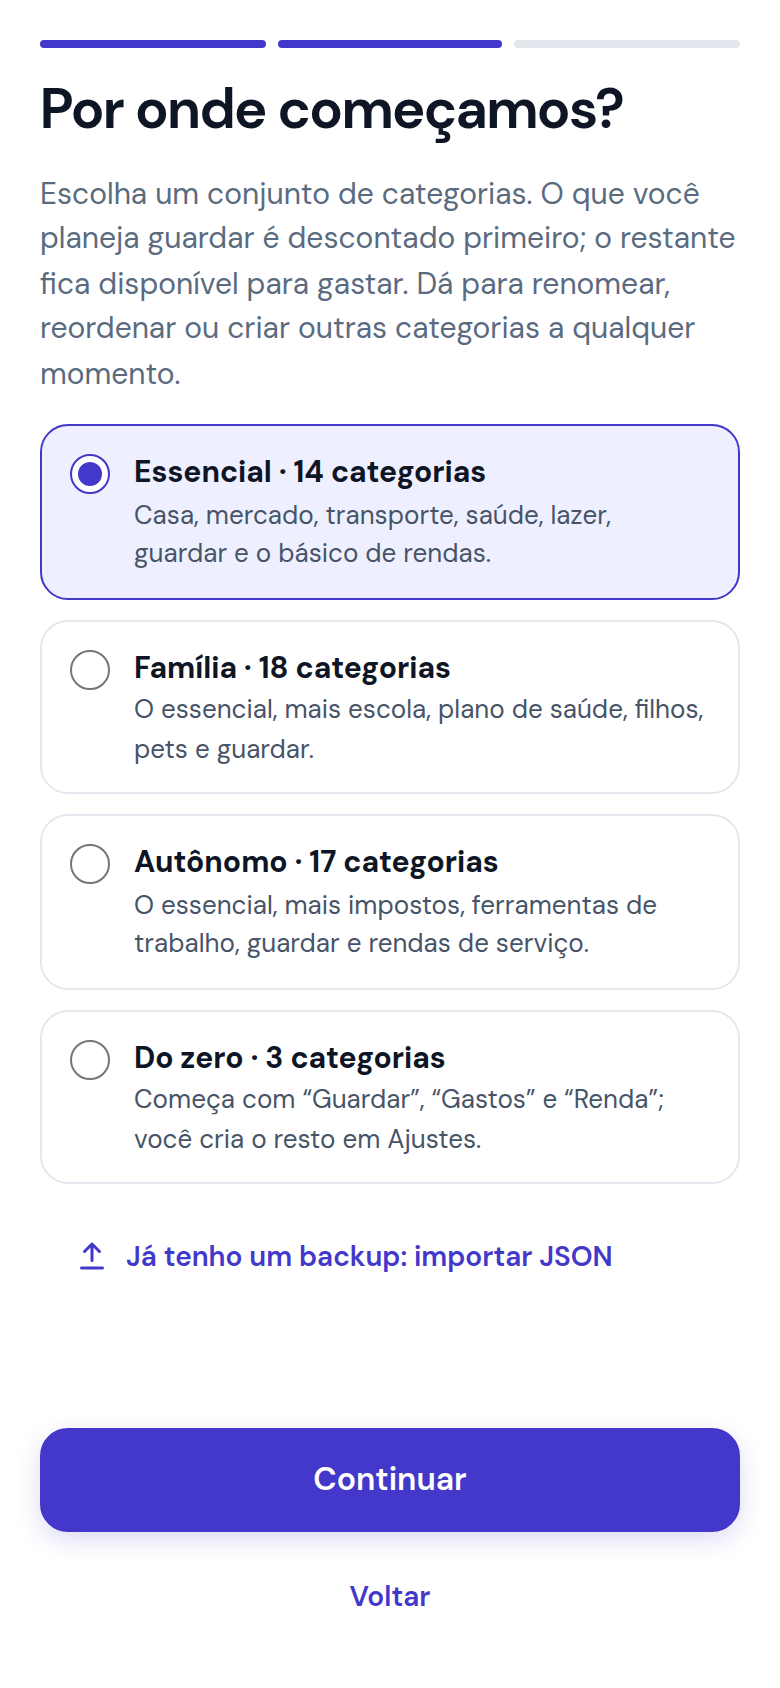 Por onde começamos?
Escolha um conjunto de categorias. O que você
planeja guardar é descontado primeiro; o restante
fica disponível para gastar. Dá para renomear,
reordenar ou criar outras categorias a qualquer
momento.
Essencial · 14 categorias
Casa, mercado, transporte, saúde, lazer,
guardar e o básico de rendas.
Família · 18 categorias
O essencial, mais escola, plano de saúde, filhos,
pets e guardar.
Autônomo · 17 categorias
O essencial, mais impostos, ferramentas de
trabalho, guardar e rendas de serviço.
Do zero · 3 categorias
Começa com “Guardar”, “Gastos” e “Renda”;
você cria o resto em Ajustes.
Já tenho um backup: importar JSON
Continuar
Voltar